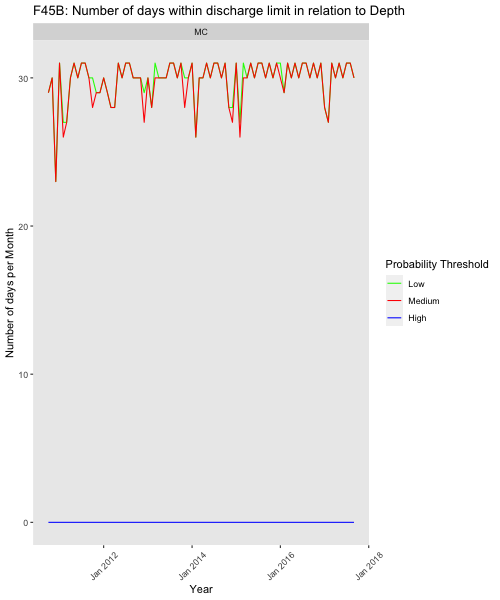 F45B: Number of days within discharge limit in relation to Depth
MC
Number of days per Month
30
20
10
0
Jan 2012
Jan 2014
Jan 2016
Jan 2018
Year
Probability Threshold
Low
Medium
High